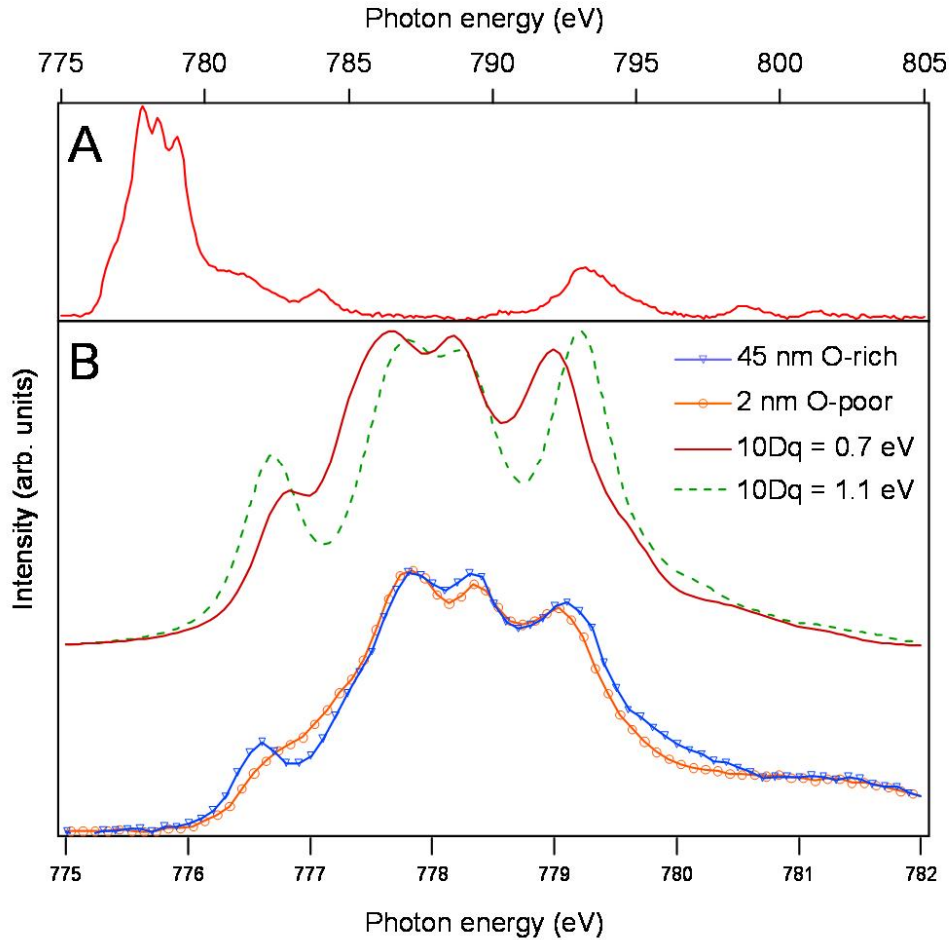 Photon energy (eV)
775 780 785 790 795 800 805
A
B
45 nm O-rich
2 nm O-poor
10Dq = 0.7 eV
10Dq = 1.1 eV
Intensity (arb. units)
775 776 777 778 779 780 781 782
Photon energy (eV)